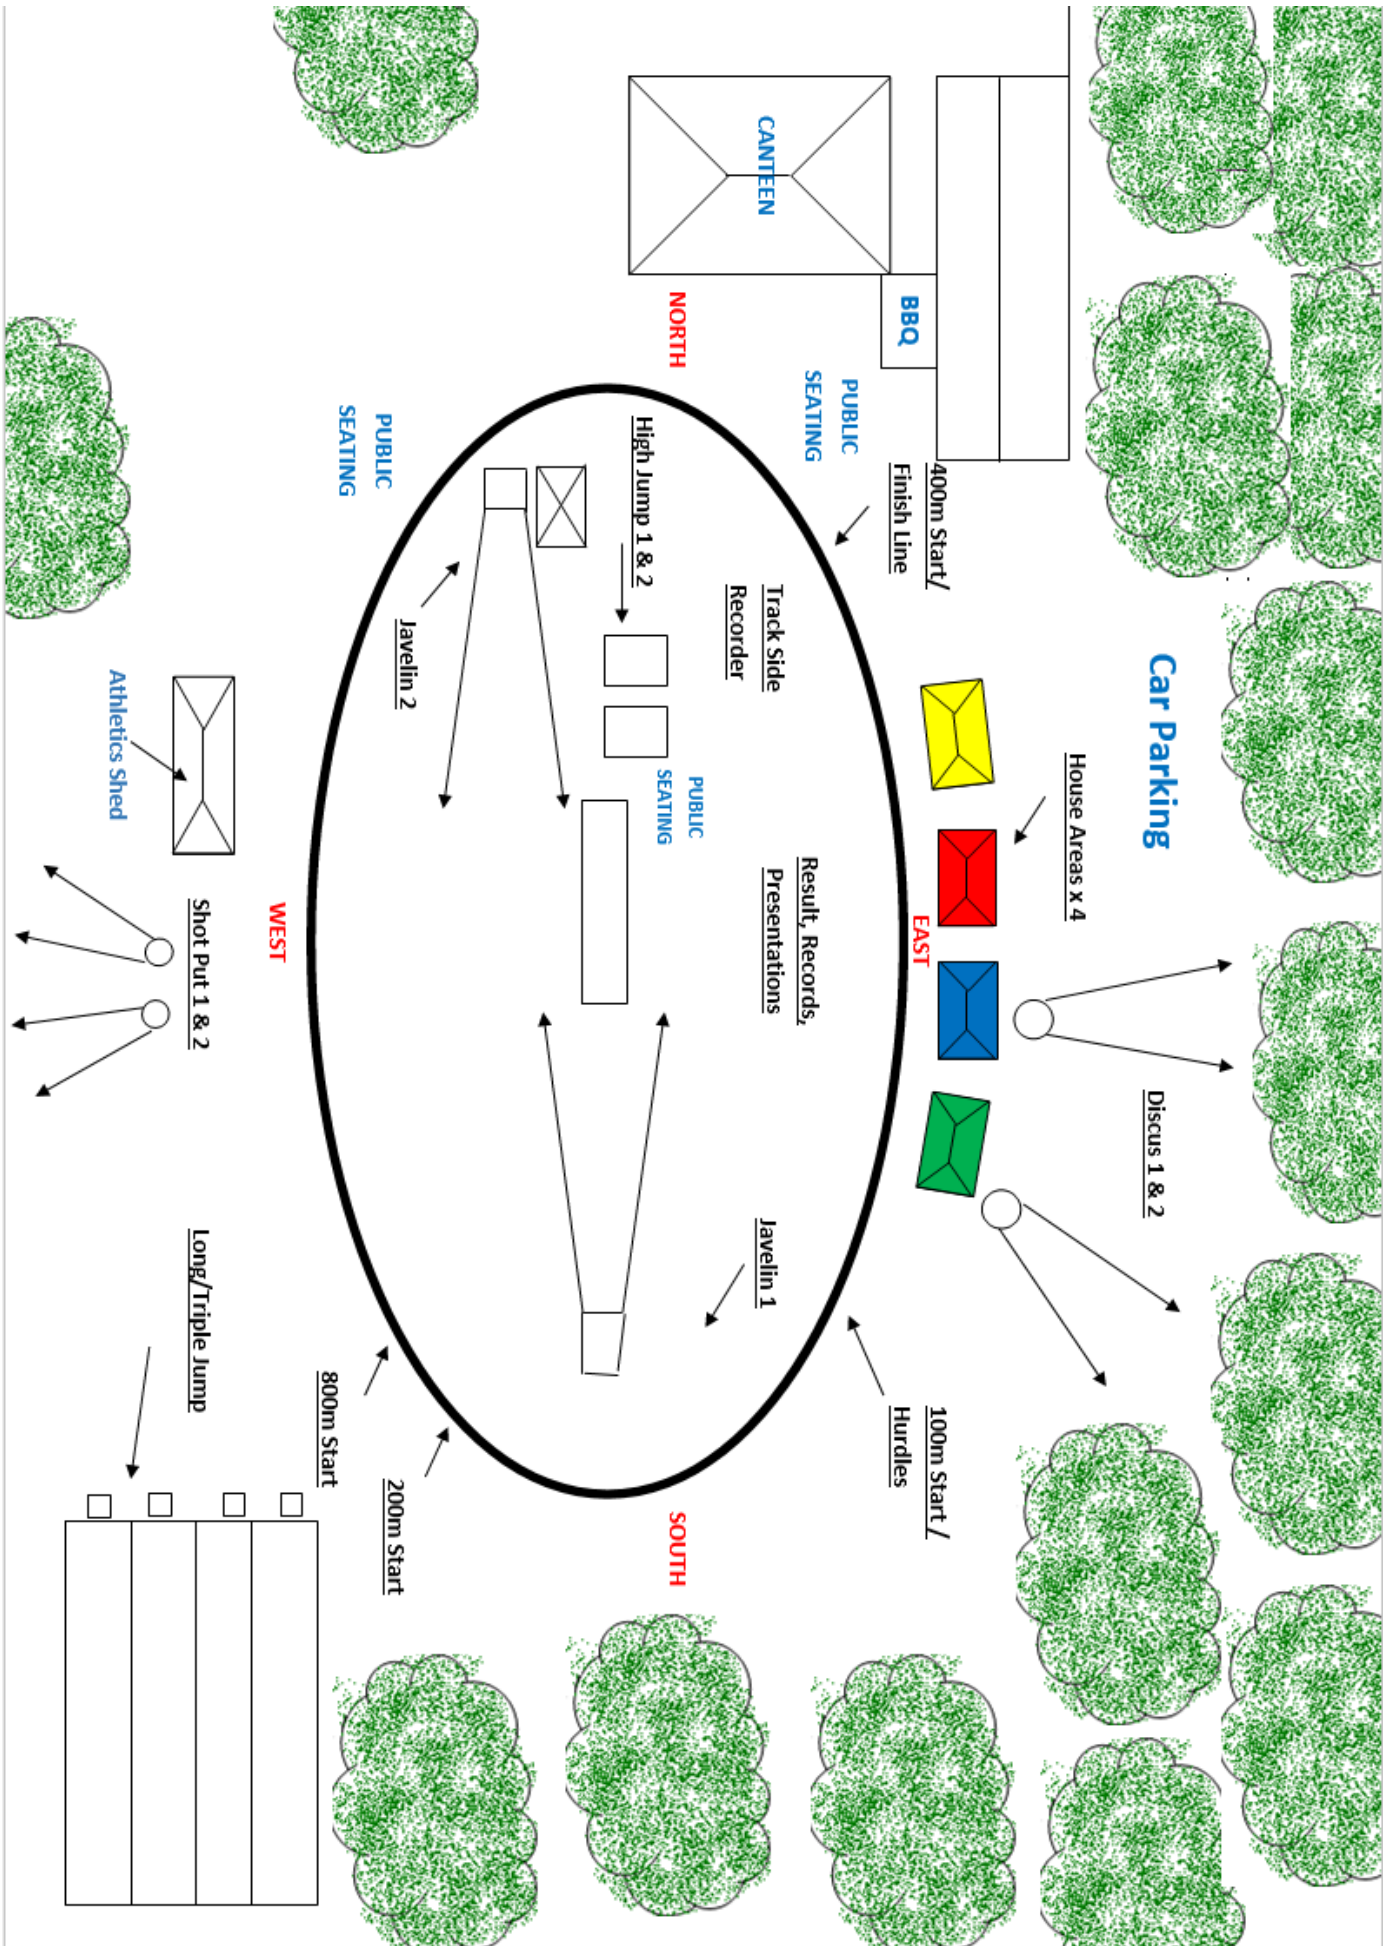 CANTEEN
BBQ
NORTH
PUBLIC
SEATING
PUBLIC
SEATING
400m Start/
Finish Line
High Jump 1 & 2
Track Side
Recorder
Javelin 2
Car Parking
House Areas x 4
Athletics Shed
PUBLIC
SEATING
Result, Records,
Presentations
EAST
WEST
Shot Put 1 & 2
Discus 1 & 2
Javelin 1
Long/Triple Jump
800m Start
200m Start
100m Start /
Hurdles
SOUTH